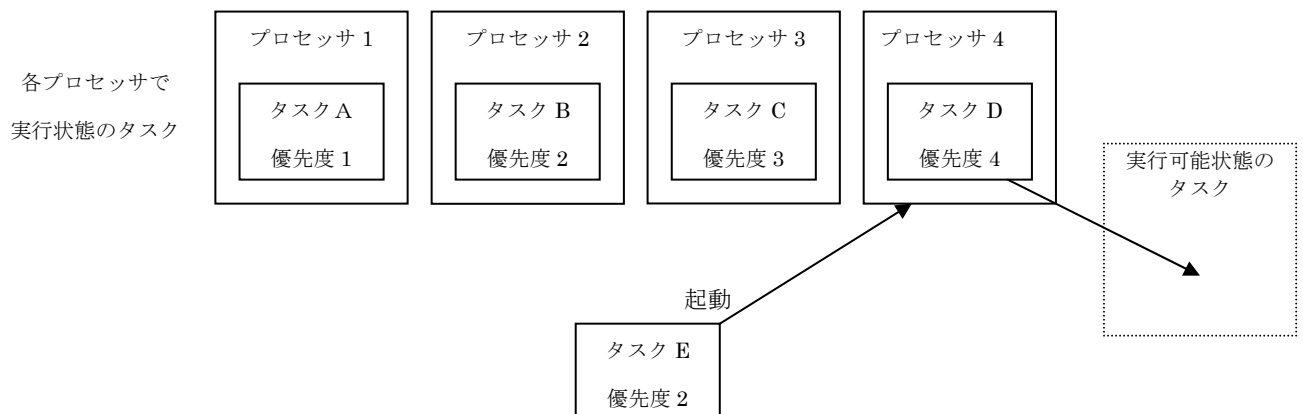 プロセッサ 1
プロセッサ 2
プロセッサ 3
プロセッサ 4
各プロセッサで
実行状態のタスク
タスク A
優先度 1
タスク B
優先度 2
タスク C
優先度 3
タスク D
優先度 4
実行可能状態の
タスク
起動
タスク E
優先度 2